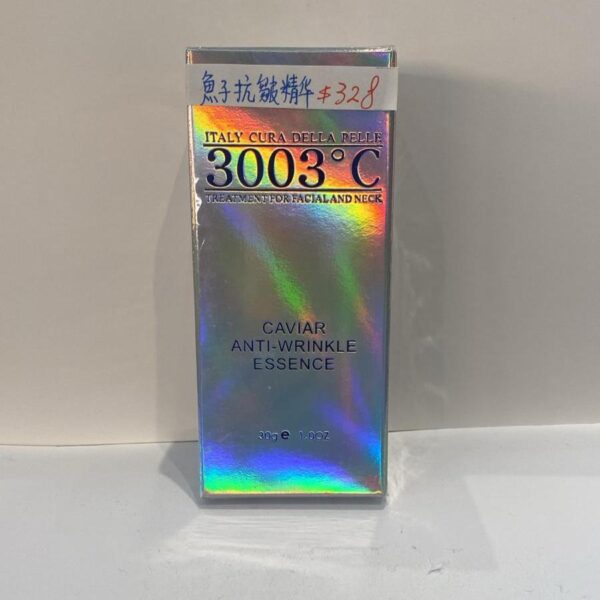 魚子抗皺精华 $328
ITALY CURA DELLA PELLE
3003°C
TREATMENT FOR FACIAL AND NECK
CAVIAR
ANTI-WRINKLE
ESSENCE
30g e 1.0OZ